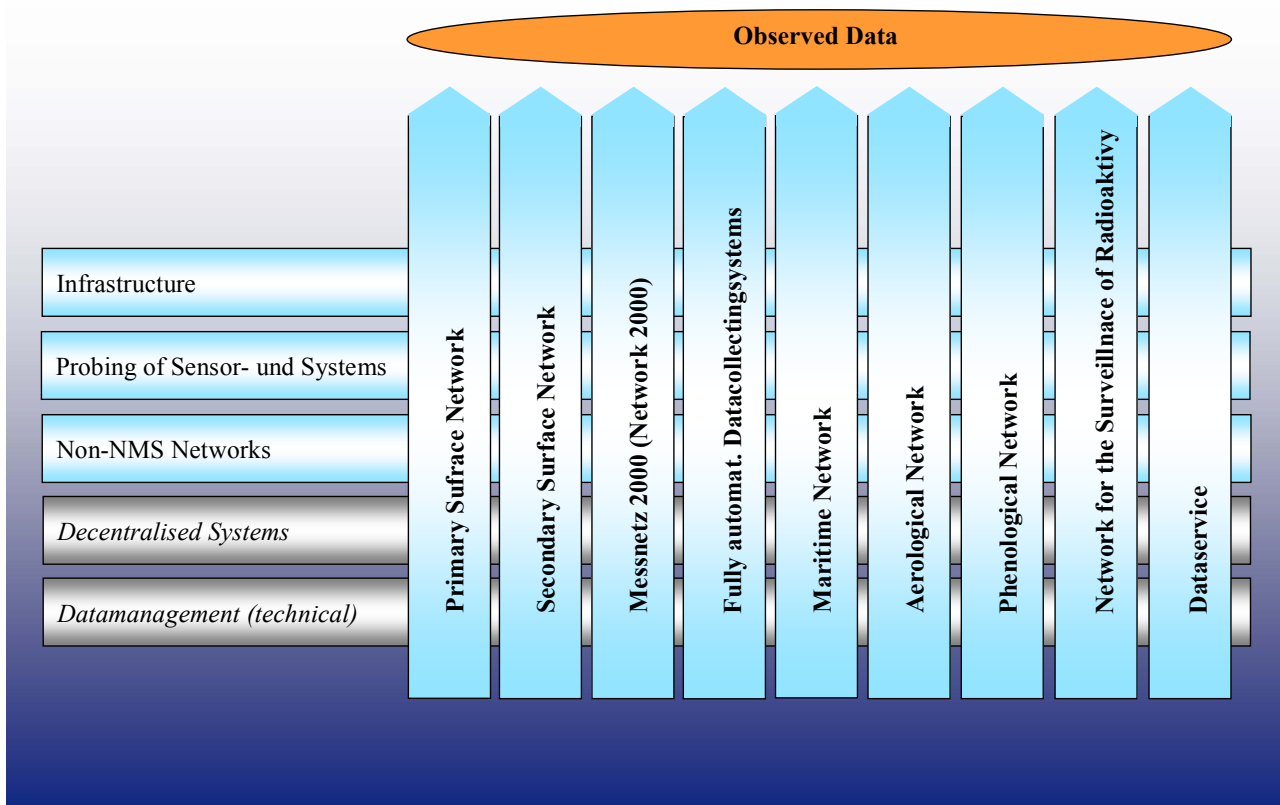 Observed Data
Infrastructure
Probing of Sensor- und Systems
Non-NMS Networks
Decentralised Systems
Datamanagement (technical)
Primary Sufrace Network
Secondary Surface Network
Messnetz 2000 (Network 2000)
Fully automat. Datacollectingsystems
Maritime Network
Aerological Network
Phenological Network
Network for the Surveillnace of Radioaktivy
Dataservice